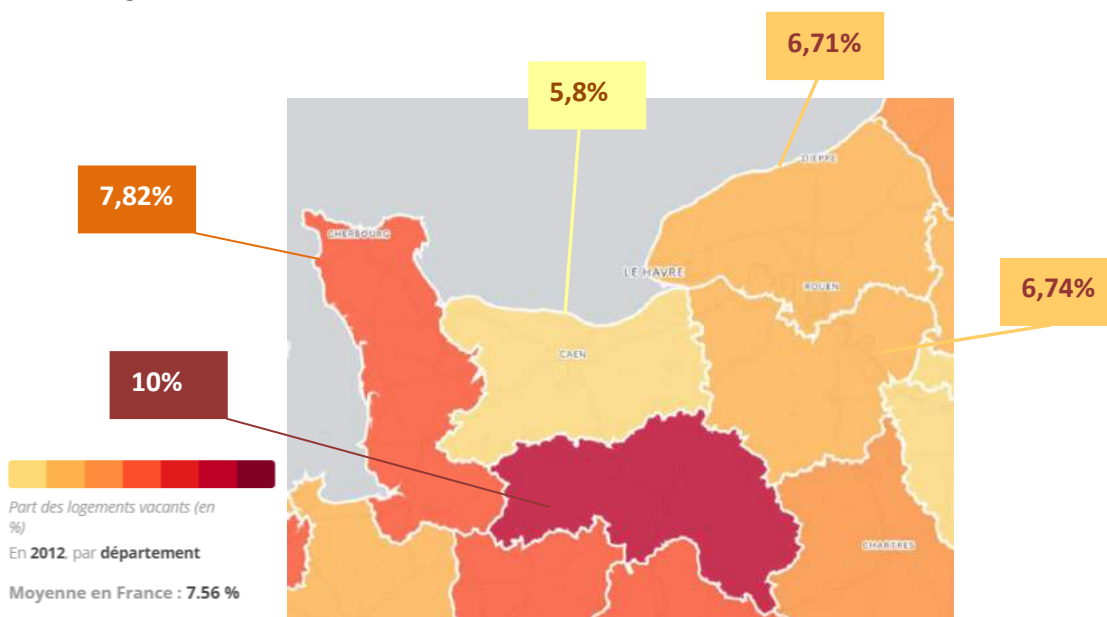 6,71%
5,8%
7,82%
DIEPPE
CHERBOURG
LE HAVRE
ROUEN
6,74%
CAEN
10%
Part des logements vacants (en
%)
En 2012, par département
CHARTRES
Moyenne en France : 7.56 %